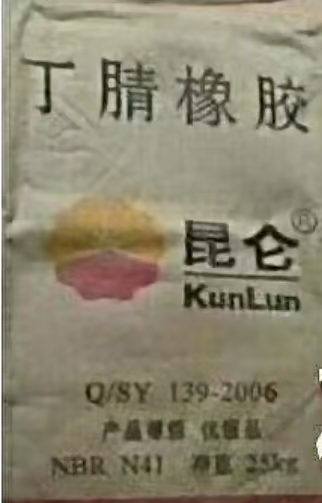 丁腈橡胶
昆仑®
KunLun
Q/SY 139-2006
产品等级 优级品
NBR N41 净重 25kg